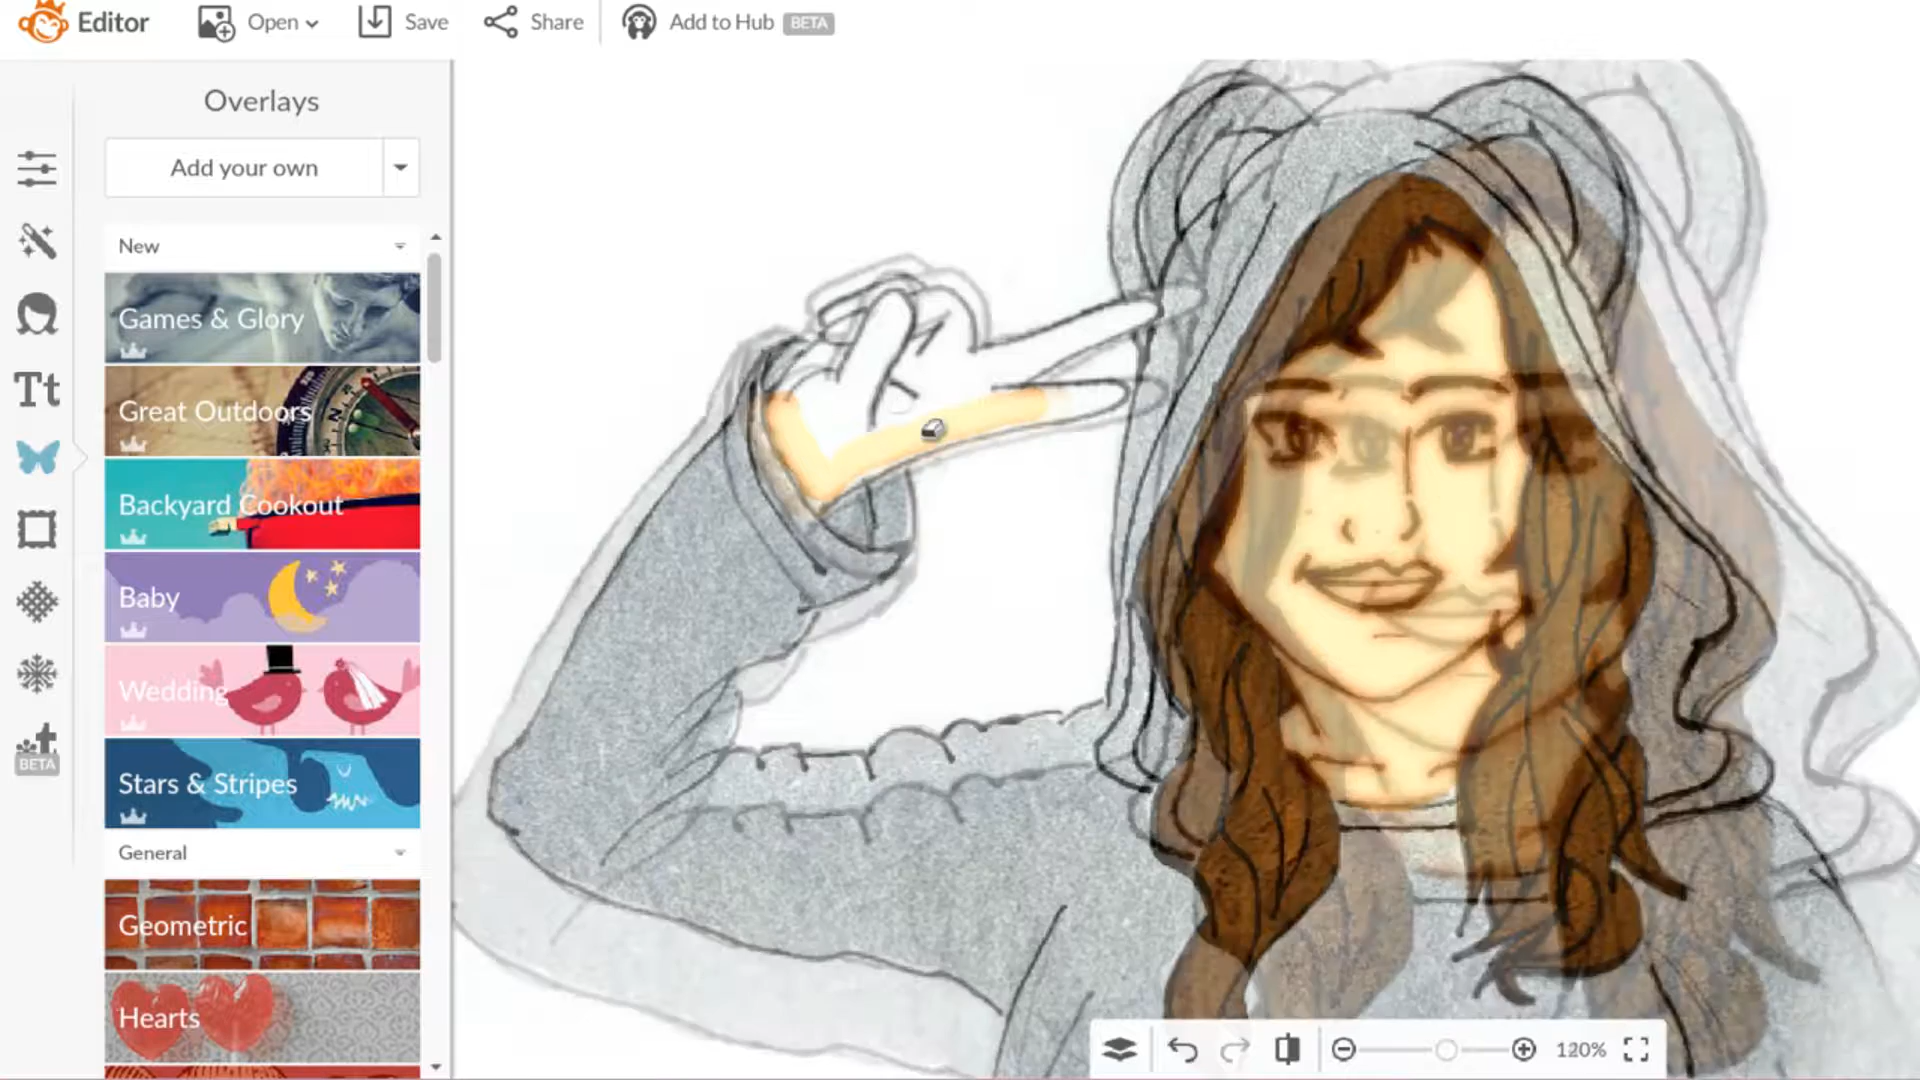 Editor
Open
Save
Share
Add to Hub BETA
Overlays
Add your own
New
Games & Glory
Great Outdoors
Backyard Cookout
Baby
Wedding
Stars & Stripes
General
Geometric
Hearts
Tt
BETA
120%